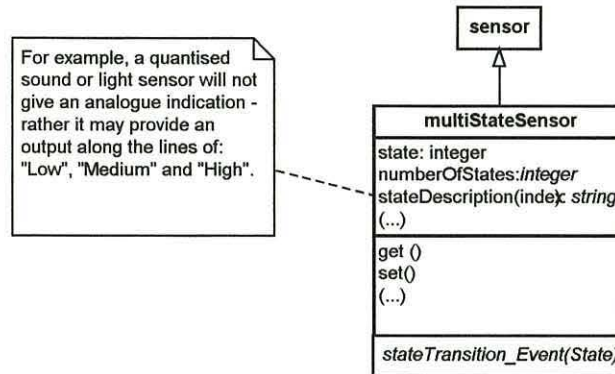 sensor
For example, a quantised
sound or light sensor will not
give an analogue indication -
rather it may provide an
output along the lines of:
"Low", "Medium" and "High".
multiStateSensor
state: integer
numberOfStates:integer
stateDescription(index: string
(...)
get ()
set()
(...)
stateTransition_Event(State)